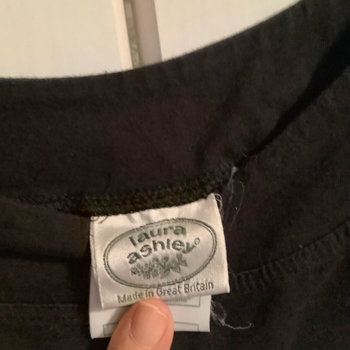 laura
ashley®
Made in Great Britain